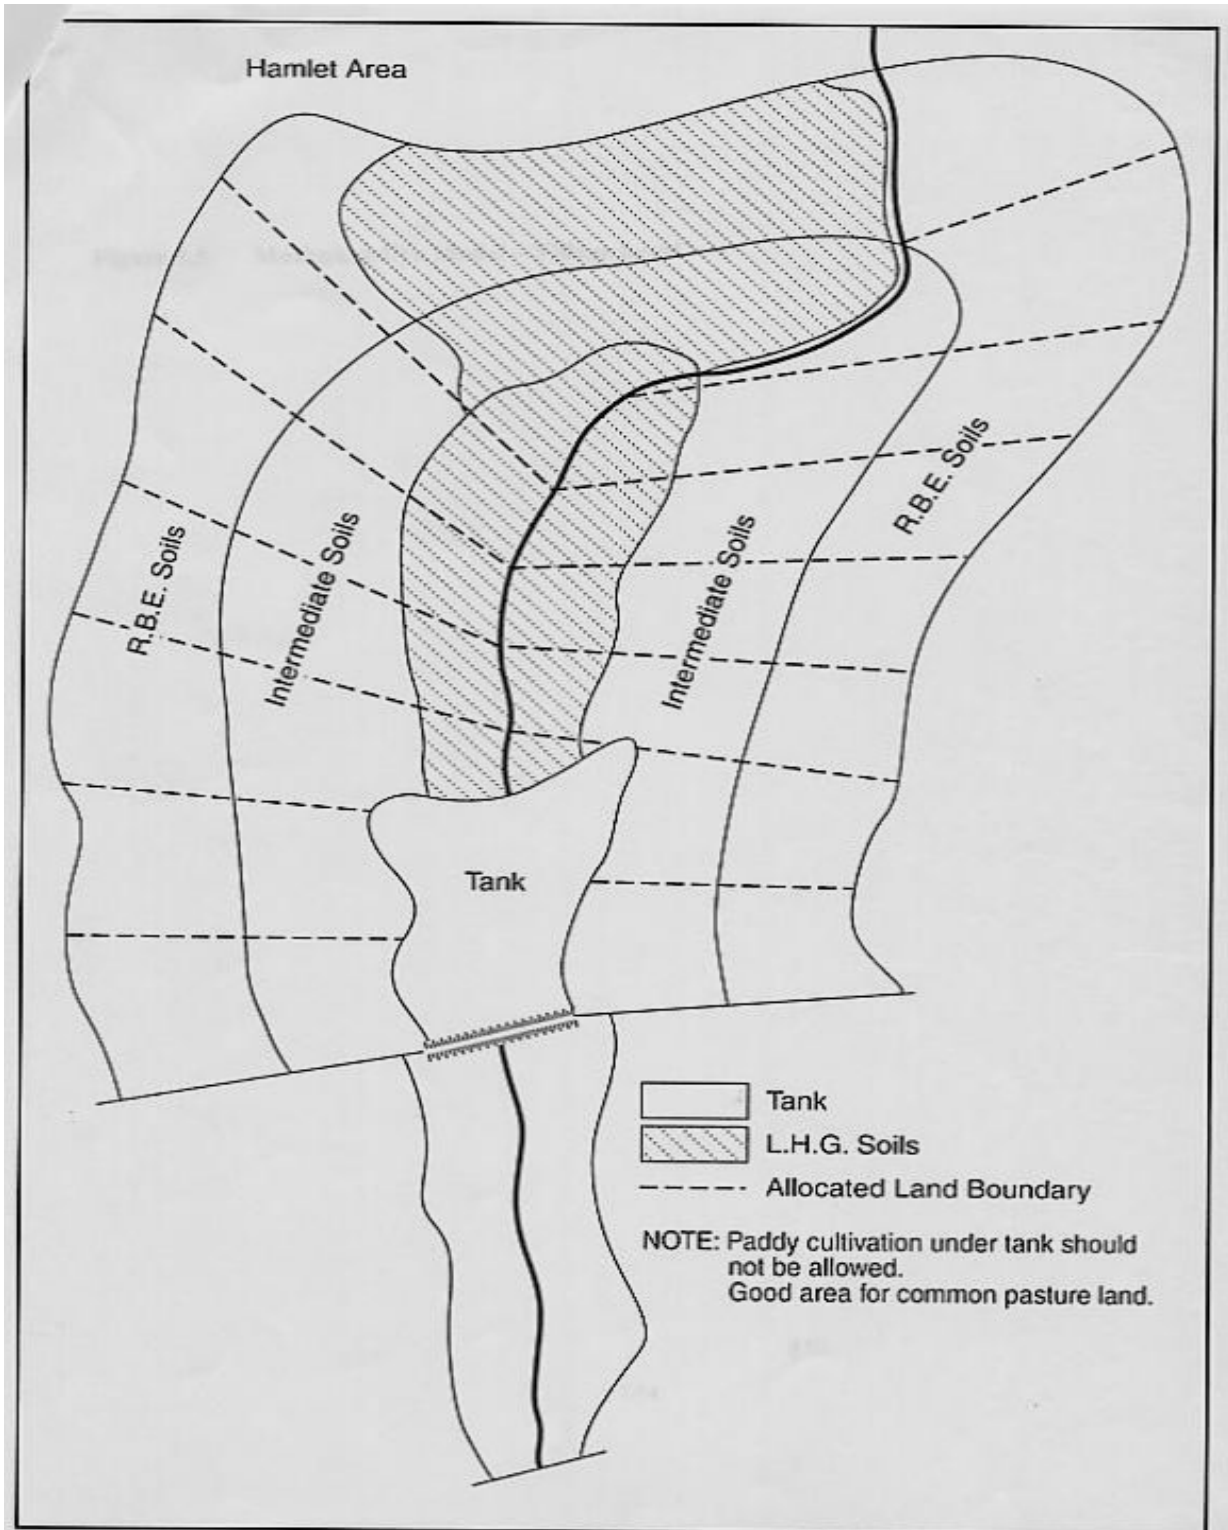 Hamlet Area
R.B.E. Soils
Intermediate Soils
Intermediate Soils
R.B.E. Soils
Tank
Tank
L.H.G. Soils
Allocated Land Boundary
NOTE: Paddy cultivation under tank should
not be allowed.
Good area for common pasture land.